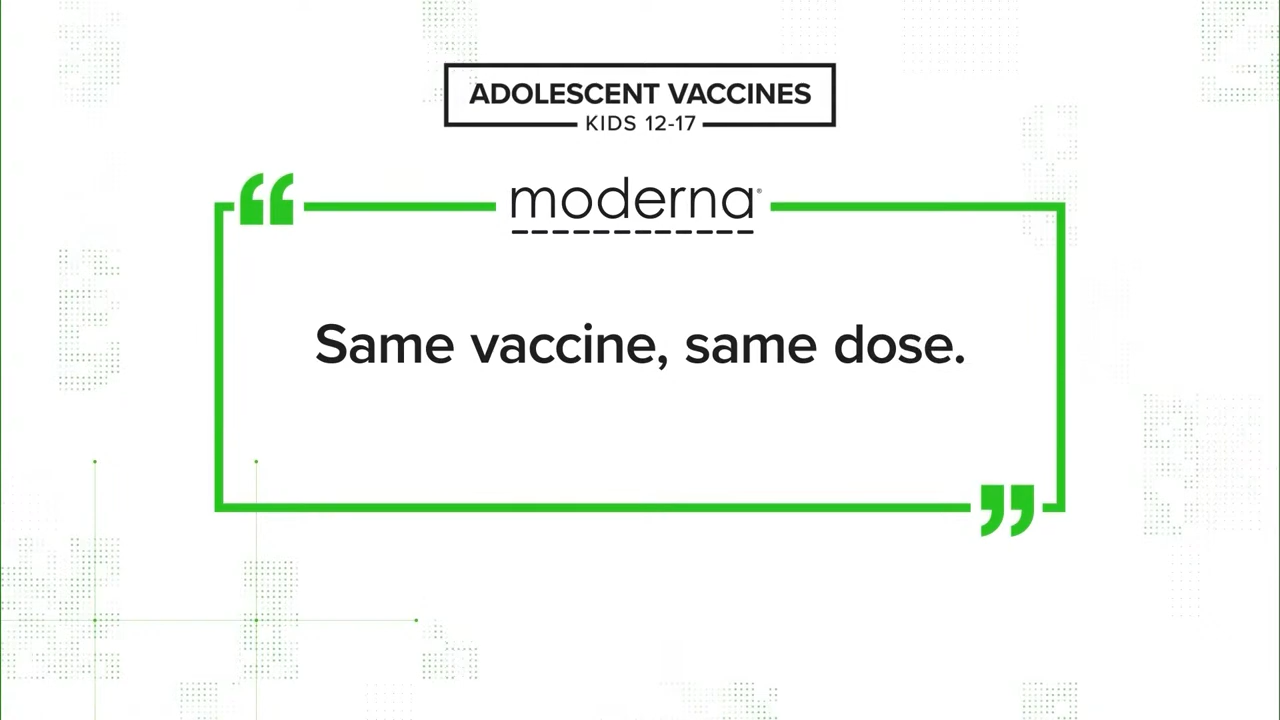 ADOLESCENT VACCINES
KIDS 12-17
“
moderna®
Same vaccine, same dose.
”